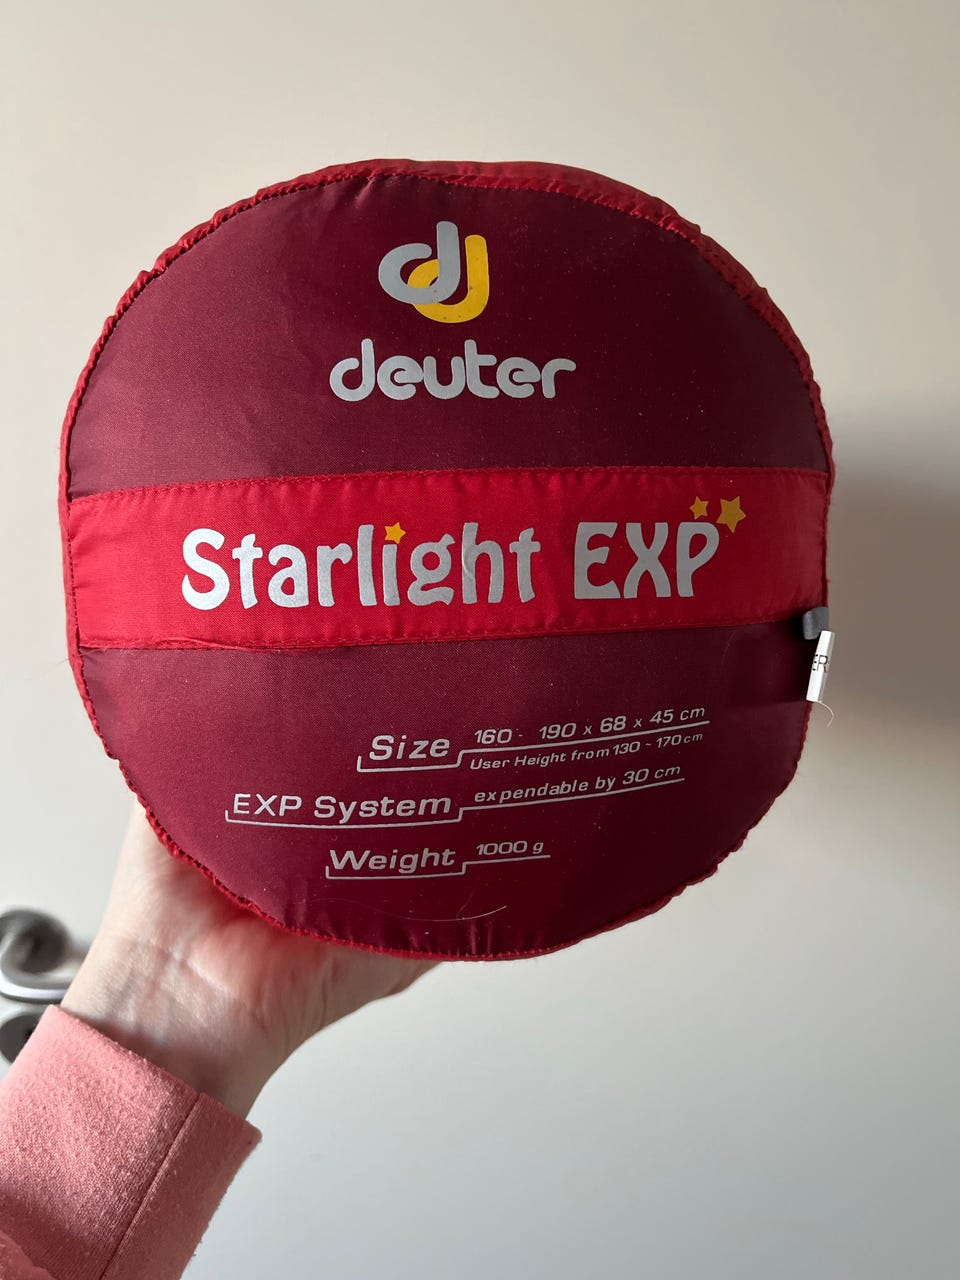 deuter
Starlight EXP
Size 160 - 190 x 68 x 45 cm
User Height from 130 - 170 cm
EXP System expendable by 30 cm
Weight 1000 g
ER